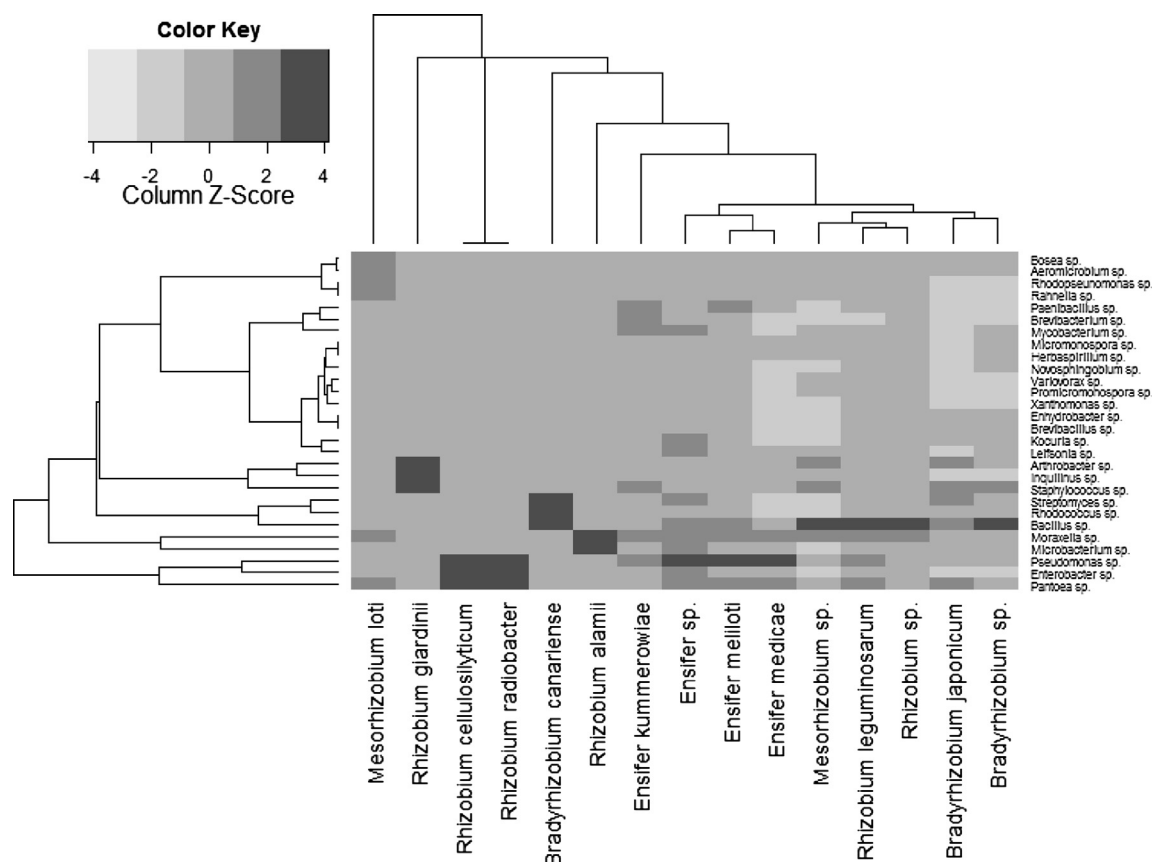 Color Key
-4 -2 0 2 4
Column Z-Score
Bosea sp.
Aeromicrobium sp.
Rhodopseunomonas sp.
Rahnella sp.
Paenibacillus sp.
Brevibacterium sp.
Mycobacterium sp.
Micromonospora sp.
Herbaspirillum sp.
Novosphingobium sp.
Variovorax sp.
Promicromonospora sp.
Xanthomonas sp.
Enhydrobacter sp.
Brevibacillus sp.
Kocuria sp.
Leifsonia sp.
Arthrobacter sp.
Inquilinus sp.
Staphylococcus sp.
Streptomyces sp.
Rhodococcus sp.
Bacillus sp.
Moraxella sp.
Microbacterium sp.
Pseudomonas sp.
Enterobacter sp.
Pantoea sp.
Mesorhizobium loti
Rhizobium giardinii
Rhizobium cellulosilyticum
Rhizobium radiobacter
Bradyrhizobium canariense
Rhizobium alamii
Ensifer kummerowiae
Ensifer sp.
Ensifer meliloti
Ensifer medicae
Mesorhizobium sp.
Rhizobium leguminosarum
Rhizobium sp.
Bradyrhizobium japonicum
Bradyrhizobium sp.